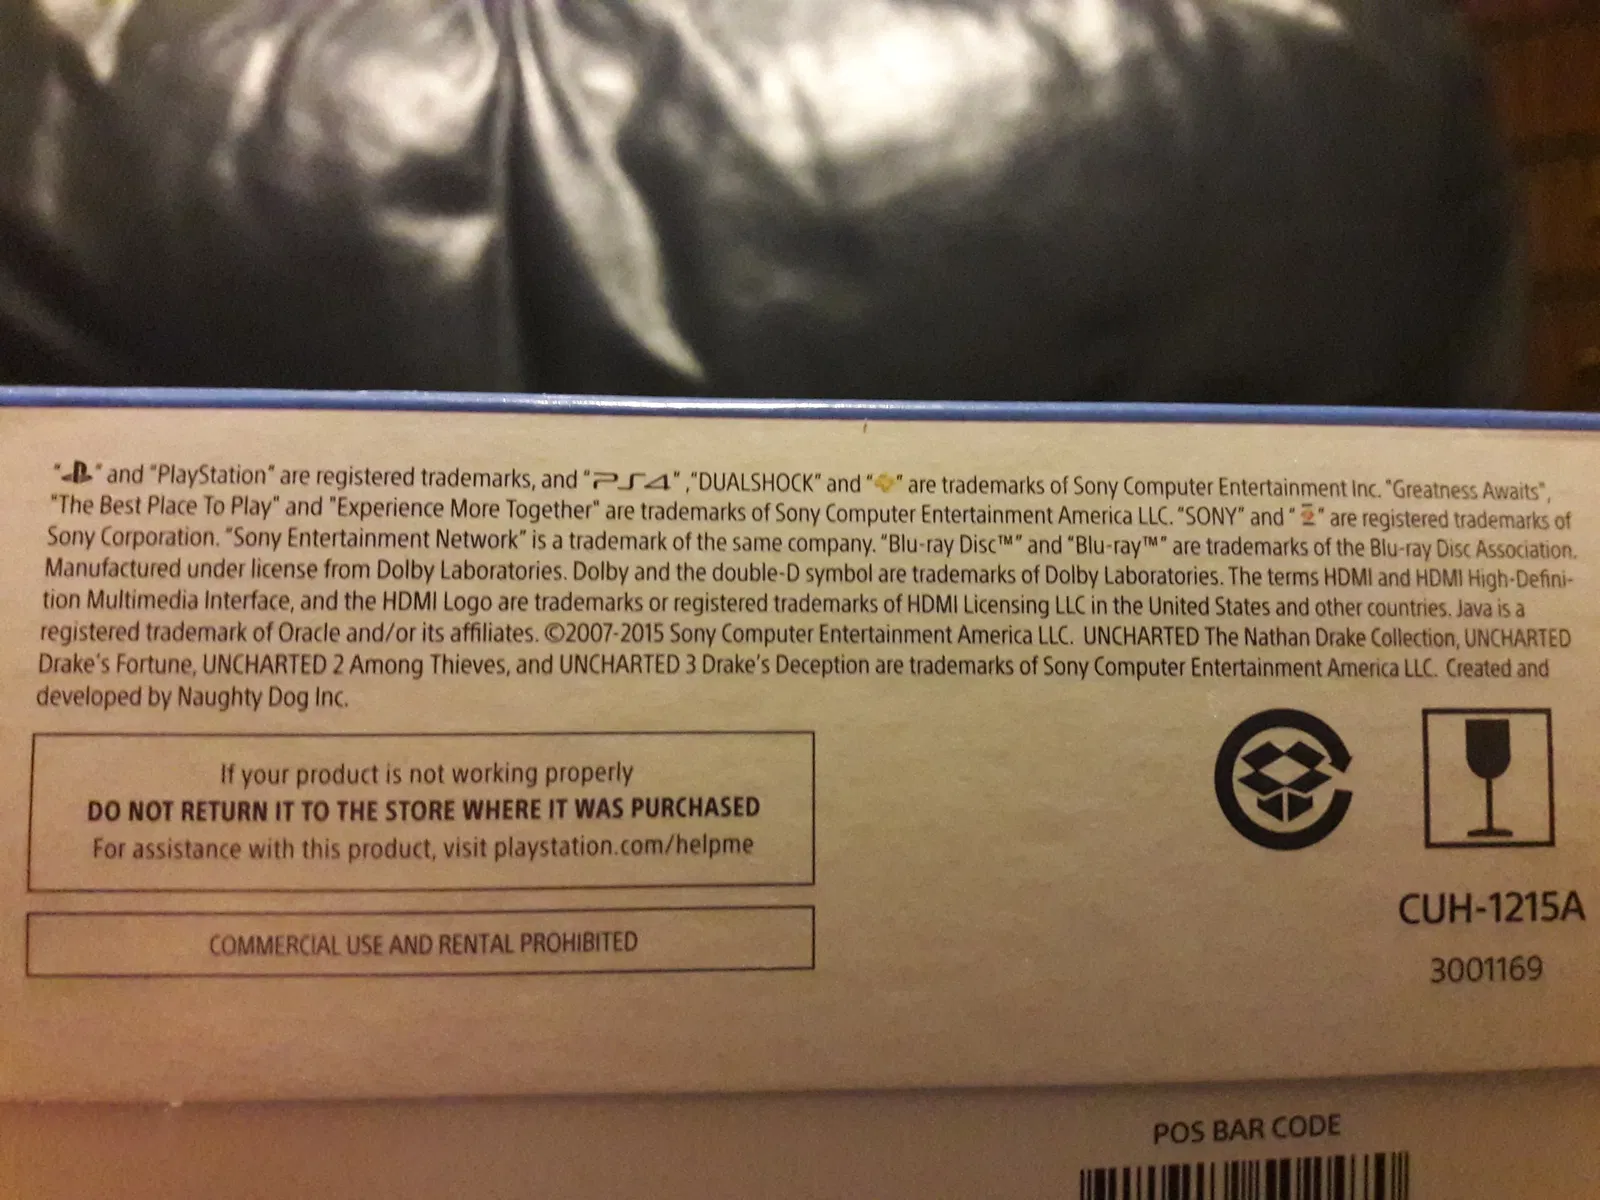 " " and "PlayStation" are registered trademarks, and "PS4", "DUALSHOCK" and " " are trademarks of Sony Computer Entertainment Inc. "Greatness Awaits",
"The Best Place To Play" and "Experience More Together" are trademarks of Sony Computer Entertainment America LLC. "SONY" and " " are registered trademarks of
Sony Corporation. "Sony Entertainment Network" is a trademark of the same company. "Blu-ray Disc™" and "Blu-ray™" are trademarks of the Blu-ray Disc Association.
Manufactured under license from Dolby Laboratories. Dolby and the double-D symbol are trademarks of Dolby Laboratories. The terms HDMI and HDMI High-Defini-
tion Multimedia Interface, and the HDMI Logo are trademarks or registered trademarks of HDMI Licensing LLC in the United States and other countries. Java is a
registered trademark of Oracle and/or its affiliates. ©2007-2015 Sony Computer Entertainment America LLC. UNCHARTED The Nathan Drake Collection, UNCHARTED
Drake's Fortune, UNCHARTED 2 Among Thieves, and UNCHARTED 3 Drake's Deception are trademarks of Sony Computer Entertainment America LLC. Created and
developed by Naughty Dog Inc.
If your product is not working properly
DO NOT RETURN IT TO THE STORE WHERE IT WAS PURCHASED
For assistance with this product, visit playstation.com/helpme
COMMERCIAL USE AND RENTAL PROHIBITED
CUH-1215A
3001169
POS BAR CODE